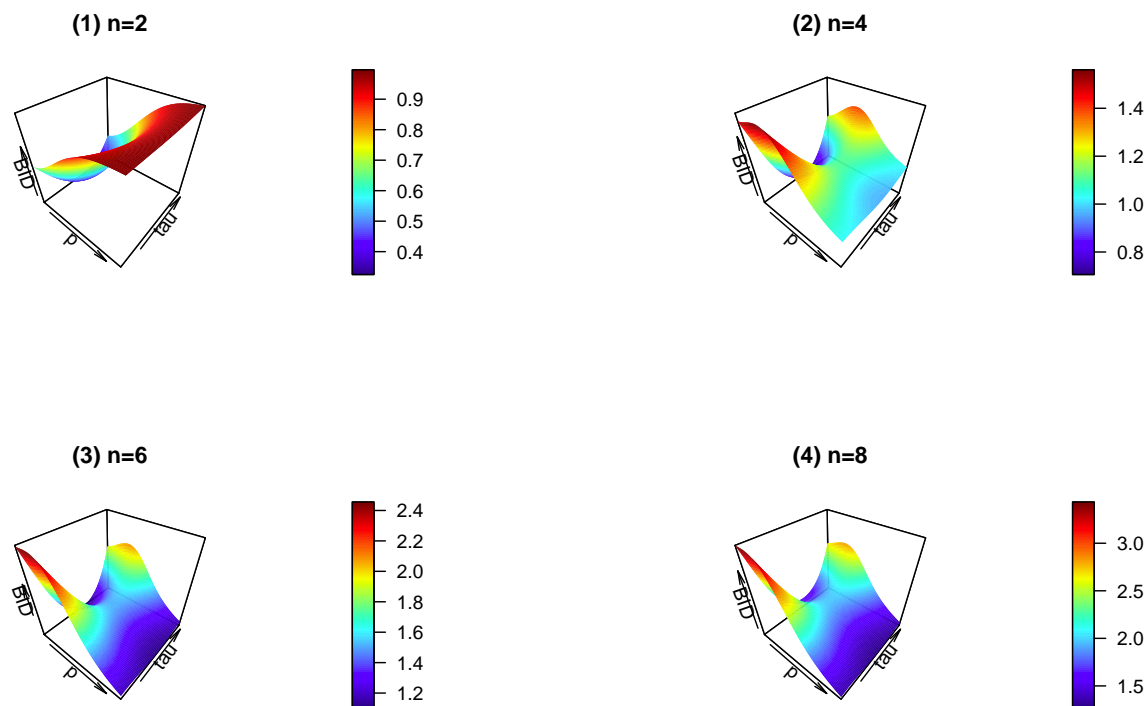 (1) n=2
BID
p
tau
0.9
0.8
0.7
0.6
0.5
0.4
(2) n=4
BID
p
tau
1.4
1.2
1.0
0.8
(3) n=6
BID
p
tau
2.4
2.2
2.0
1.8
1.6
1.4
1.2
(4) n=8
BID
p
tau
3.0
2.5
2.0
1.5